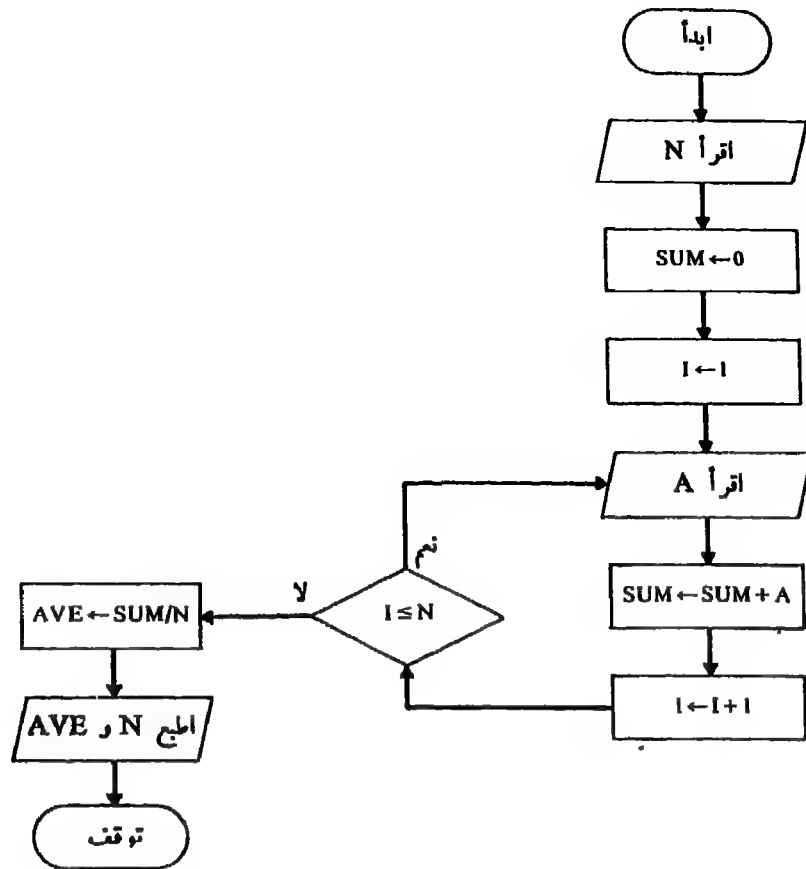 ابدأ
اقرأ N
SUM←0
I←1
اقرأ A
SUM←SUM+A
I←I+1
I≤N
نعم
لا
AVE←SUM/N
اطبع N و AVE
توقف